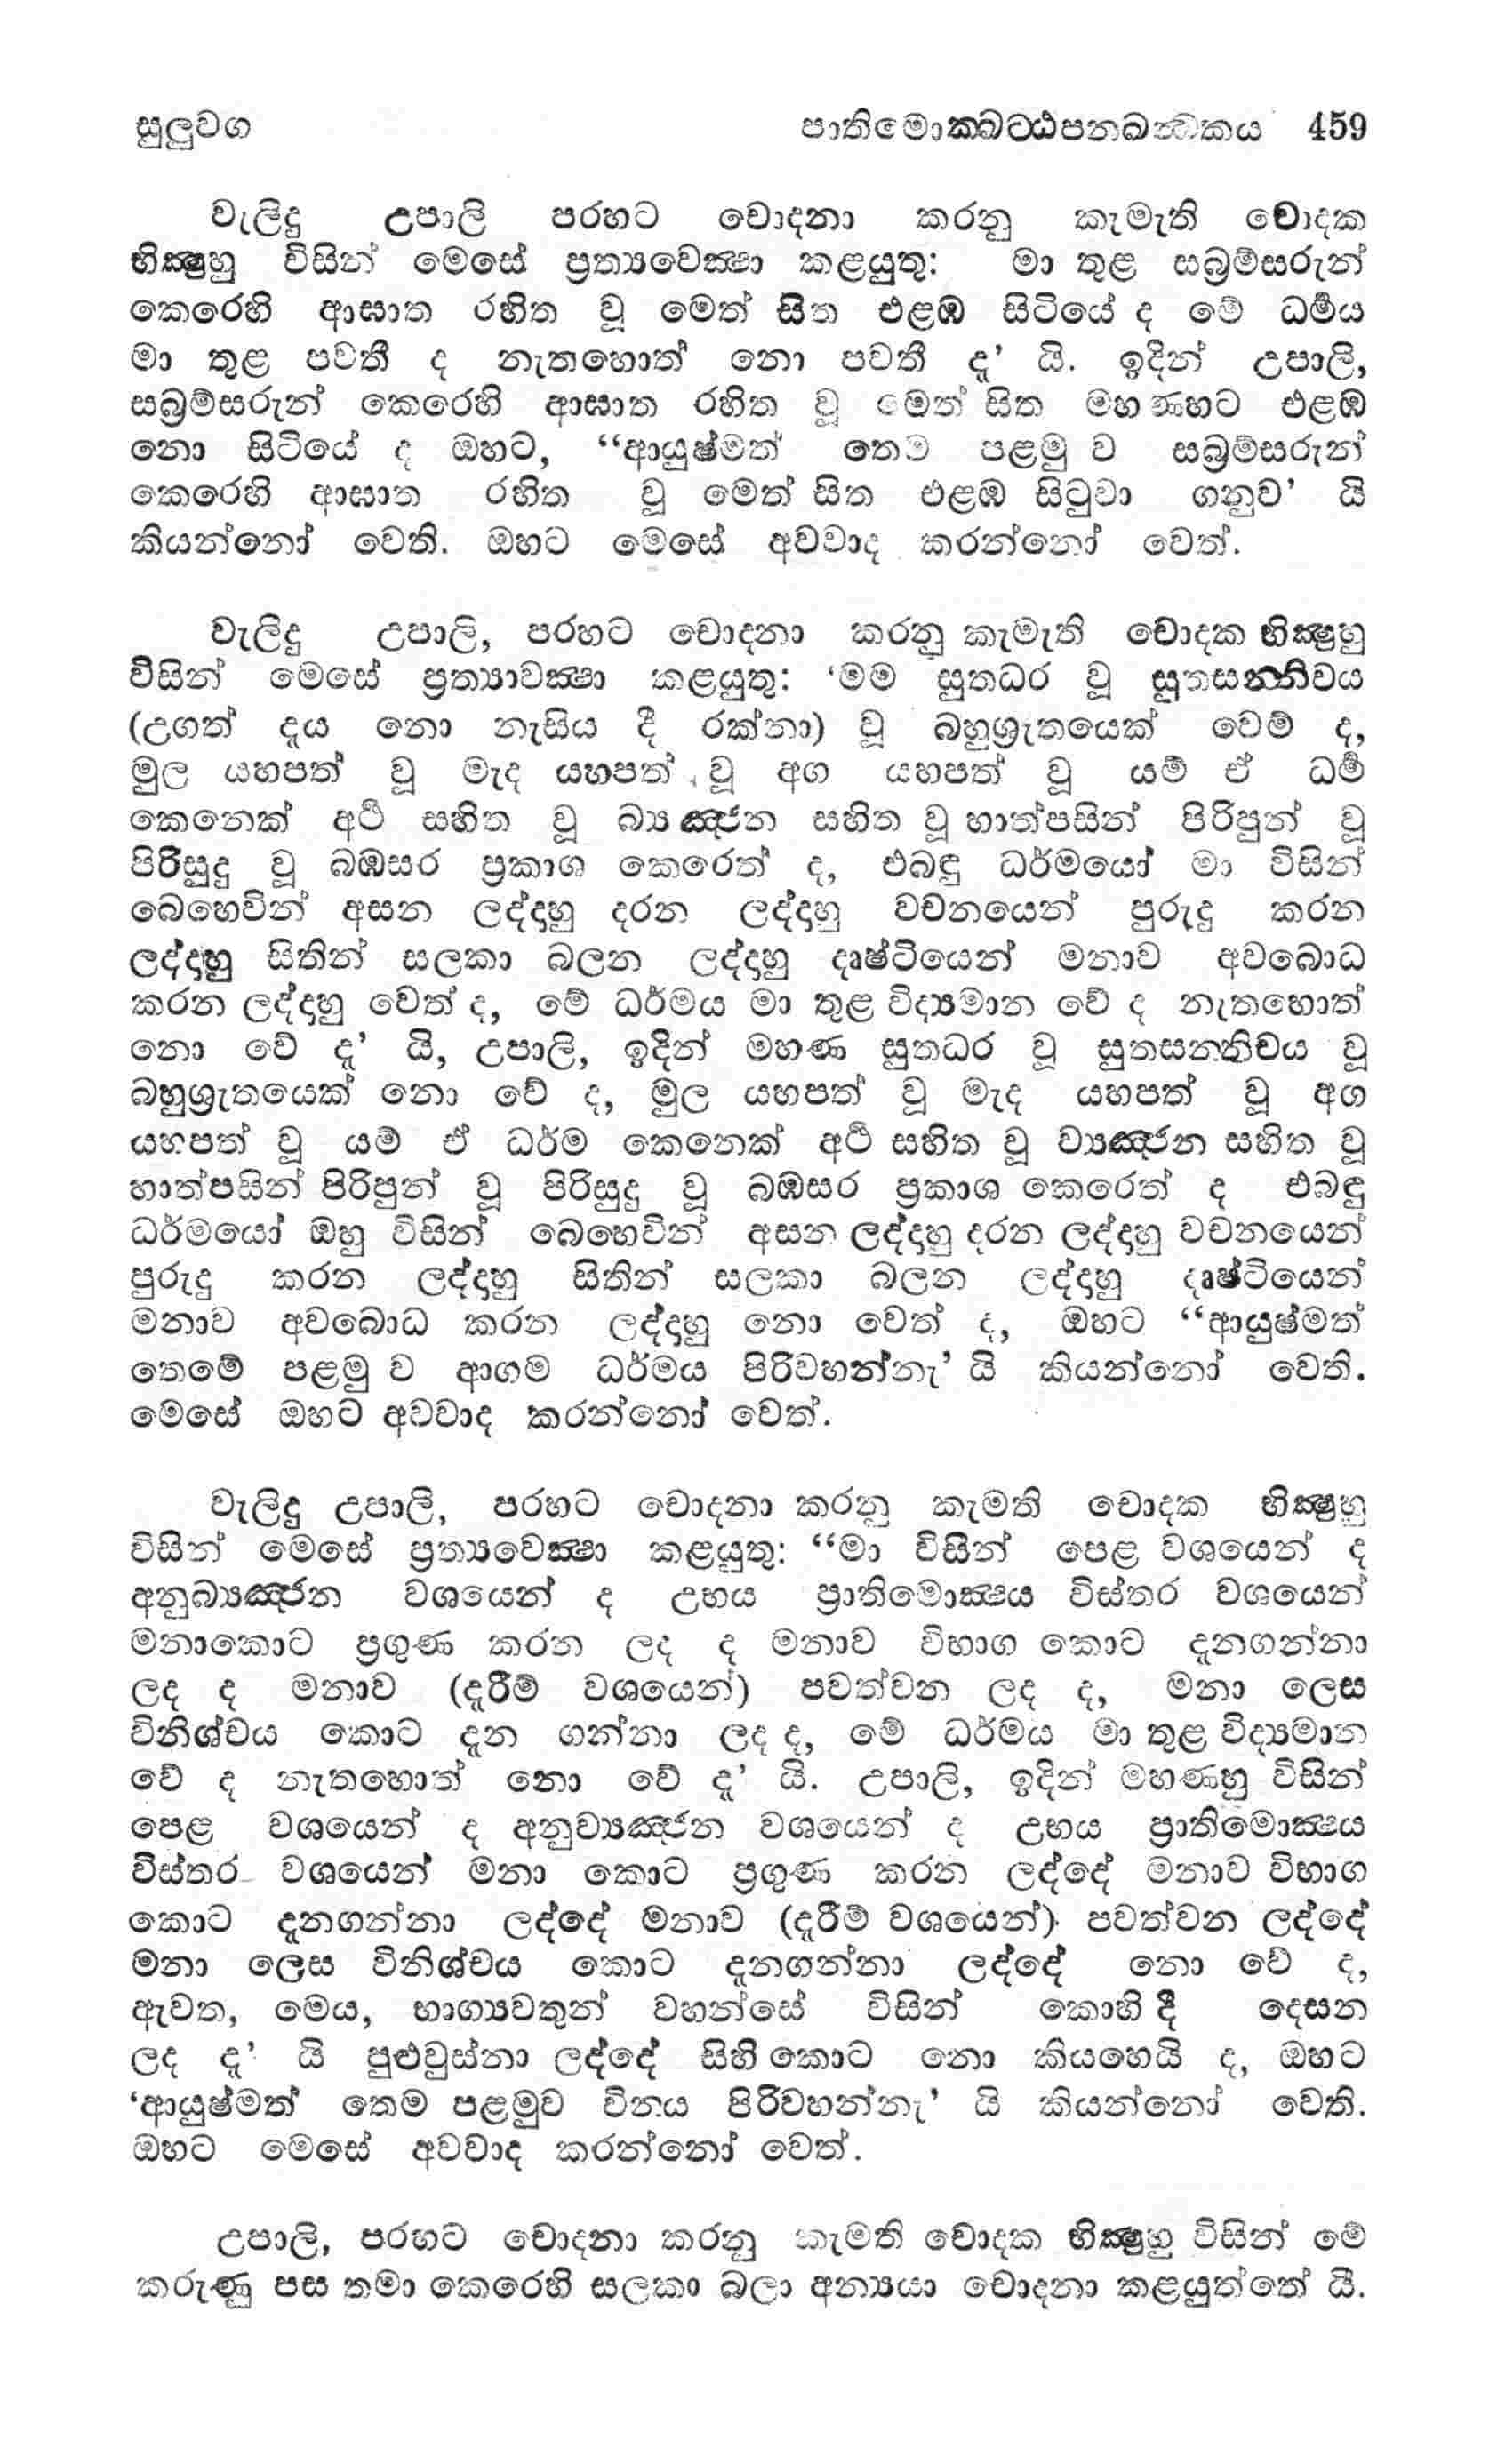 සුලුවග පාතිමොක්ඛට්ඨපනඛන්ධකය 459
වැලිදු උපාලි පරහට චොදනා කරනු කැමැති චොදක
භික්‍ෂුහු විසින් මෙසේ ප්‍රත්‍යවෙක්‍ෂා කළයුතු: මා තුළ සබ්‍රම්සරුන්
කෙරෙහි ආඝාත රහිත වූ මෙත් සිත එළඹ සිටියේ ද මේ ධර්‍මය
මා තුළ පවතී ද නැතහොත් නො පවතී දැ' යි. ඉදින් උපාලි,
සබ්‍රම්සරුන් කෙරෙහි ආඝාත රහිත වූ මෙත් සිත මහණහට එළඹ
නො සිටියේ ද ඔහට, “ආයුෂ්මත් තෙම පළමු ව සබ්‍රම්සරුන්
කෙරෙහි ආඝාත රහිත වූ මෙත් සිත එළඹ සිටුවා ගනුව' යි
කියන්නෝ වෙති. ඔහට මෙසේ අවවාද කරන්නෝ වෙත්.
වැලිදු උපාලි, පරහට චොදනා කරනු කැමැති චොදක භික්‍ෂුහු
විසින් මෙසේ ප්‍රත්‍යාවක්‍ෂා කළයුතු: ‘මම සුතධර වූ සුතසන්නිචය
(උගත් දැය නො නැසිය දී රක්නා) වූ බහුශ්‍රැතයෙක් වෙම් ද,
මුල යහපත් වූ මැද යහපත් වූ අග යහපත් වූ යම් ඒ ධර්‍ම
කෙනෙක් අර්‍ථ සහිත වූ බ්‍යඤ්ජන සහිත වූ හාත්පසින් පිරිපුන් වූ
පිරිසුදු වූ බඹසර ප්‍රකාශ කෙරෙත් ද, එබඳු ධර්මයෝ මා විසින්
බෙහෙවින් අසන ලද්දාහු දරන ලද්දාහු වචනයෙන් පුරුදු කරන
ලද්දාහු සිතින් සලකා බලන ලද්දාහු දෘෂ්ටියෙන් මනාව අවබොධ
කරන ලද්දාහු වෙත් ද, මේ ධර්මය මා තුළ විද්‍යමාන වේ ද නැතහොත්
නො වේ දැ' යි, උපාලි, ඉදින් මහණ සුතධර වූ සුතසන්නිචය වූ
බහුශ්‍රැතයෙක් නො වේ ද, මුල යහපත් වූ මැද යහපත් වූ අග
යහපත් වූ යම් ඒ ධර්ම කෙනෙක් අර්‍ථ සහිත වූ ව්‍යඤ්ජන සහිත වූ
හාත්පසින් පිරිපුන් වූ පිරිසුදු වූ බඹසර ප්‍රකාශ කෙරෙත් ද එබඳු
ධර්මයෝ ඔහු විසින් බෙහෙවින් අසන ලද්දාහු දරන ලද්දාහු වචනයෙන්
පුරුදු කරන ලද්දාහු සිතින් සලකා බලන ලද්දාහු දෘෂ්ටියෙන්
මනාව අවබොධ කරන ලද්දාහු නො වෙත් ද, ඔහට “ආයුෂ්මත්
තෙමේ පළමු ව ආගම ධර්මය පිරිවහන්නැ' යි කියන්නෝ වෙති.
මෙසේ ඔහට අවවාද කරන්නෝ වෙත්.
වැලිදු උපාලි, පරහට චොදනා කරනු කැමති චොදක භික්‍ෂුහු
විසින් මෙසේ ප්‍රත්‍යවෙක්‍ෂා කළයුතු: “මා විසින් පෙළ වශයෙන් ද
අනුබ්‍යඤ්ජන වශයෙන් ද උභය ප්‍රාතිමොක්‍ෂය විස්තර වශයෙන්
මනාකොට ප්‍රගුණ කරන ලද ද මනාව විභාග කොට දැනගන්නා
ලද ද මනාව (දැරීම් වශයෙන්) පවත්වන ලද ද, මනා ලෙස
විනිශ්චය කොට දැන ගන්නා ලද ද, මේ ධර්මය මා තුළ විද්‍යමාන
වේ ද නැතහොත් නො වේ දැ' යි. උපාලි, ඉදින් මහණහු විසින්
පෙළ වශයෙන් ද අනුව්‍යඤ්ජන වශයෙන් ද උභය ප්‍රාතිමොක්‍ෂය
විස්තර වශයෙන් මනා කොට ප්‍රගුණ කරන ලද්දේ මනාව විභාග
කොට දැනගන්නා ලද්දේ මනාව (දැරීම් වශයෙන්) පවත්වන ලද්දේ
මනා ලෙස විනිශ්චය කොට දැනගන්නා ලද්දේ නො වේ ද,
ඇවත, මෙය, භාග්‍යවතුන් වහන්සේ විසින් කොහි දී දෙසන
ලද දැ' යි පුළුවුස්නා ලද්දේ සිහි කොට නො කියහෙයි ද, ඔහට
‘ආයුෂ්මත් තෙම පළමුව විනය පිරිවහන්නැ' යි කියන්නෝ වෙති.
ඔහට මෙසේ අවවාද කරන්නෝ වෙත්.
උපාලි, පරහට චොදනා කරනු කැමති චොදක භික්‍ෂුහු විසින් මේ
කරුණු පස තමා කෙරෙහි සලකා බලා අන්‍යයා චොදනා කළයුත්තේ යි.